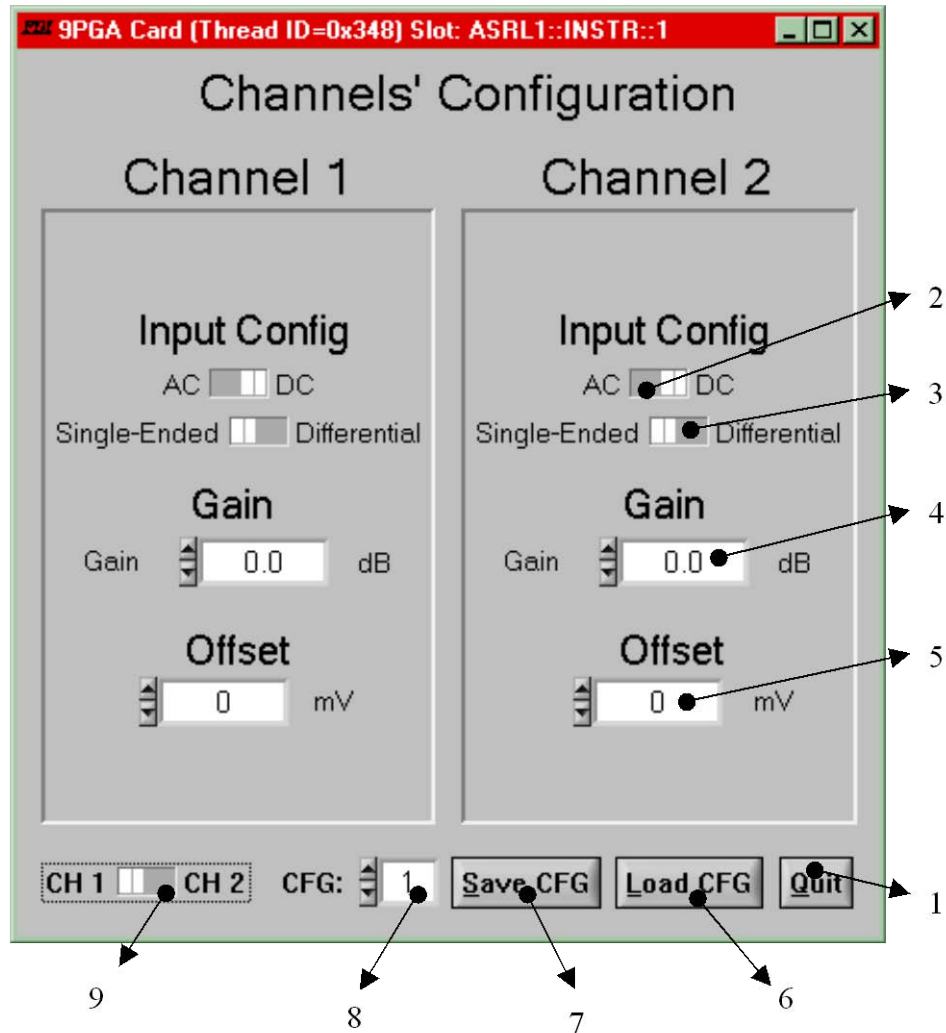 PDI 9PGA Card (Thread ID=0x348) Slot: ASRL1::INSTR::1
Channels' Configuration
Channel 1
Input Config
AC DC
Single-Ended Differential
Gain
Gain 0.0 dB
Offset
0 mV
Channel 2
Input Config
AC DC
Single-Ended Differential
Gain
Gain 0.0 dB
Offset
0 mV
2
3
4
5
CH 1 CH 2 CFG: 1 Save CFG Load CFG Quit
1
9
8
7
6